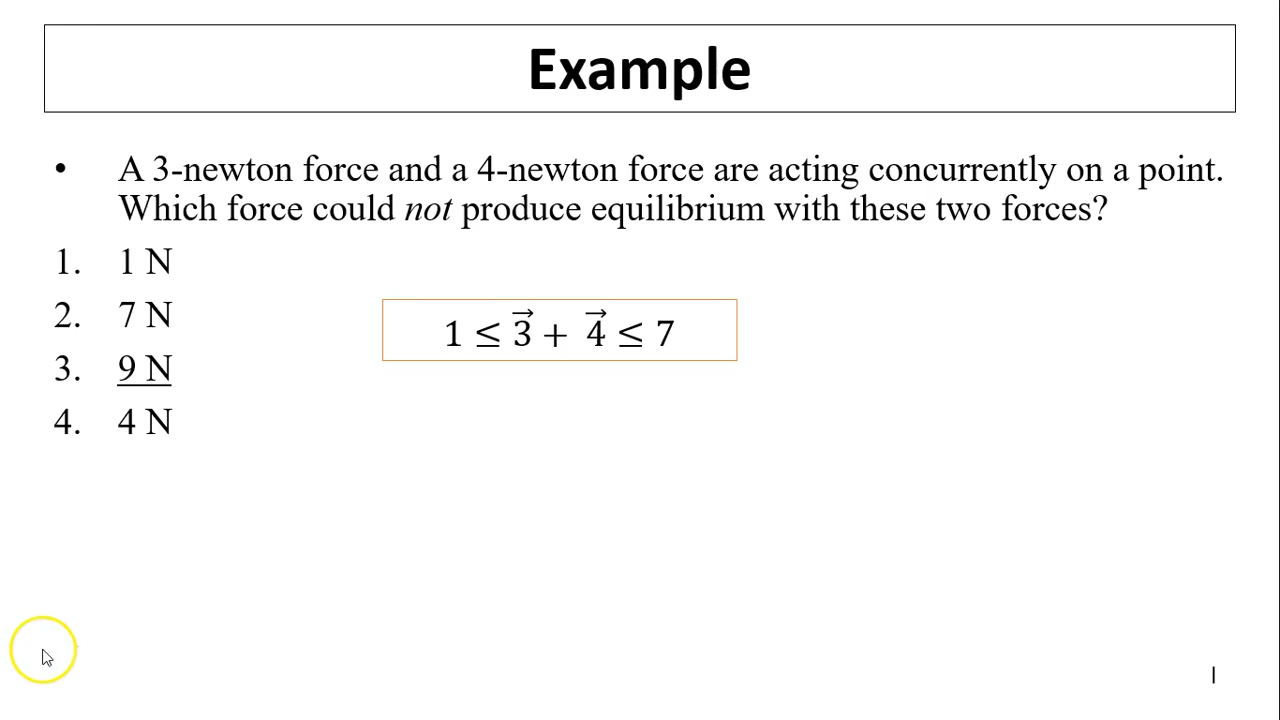 Example
• A 3-newton force and a 4-newton force are acting concurrently on a point.
Which force could not produce equilibrium with these two forces?
1. 1 N
2. 7 N
1 ≤ 3⃗ + 4⃗ ≤ 7
3. 9 N
4. 4 N
l